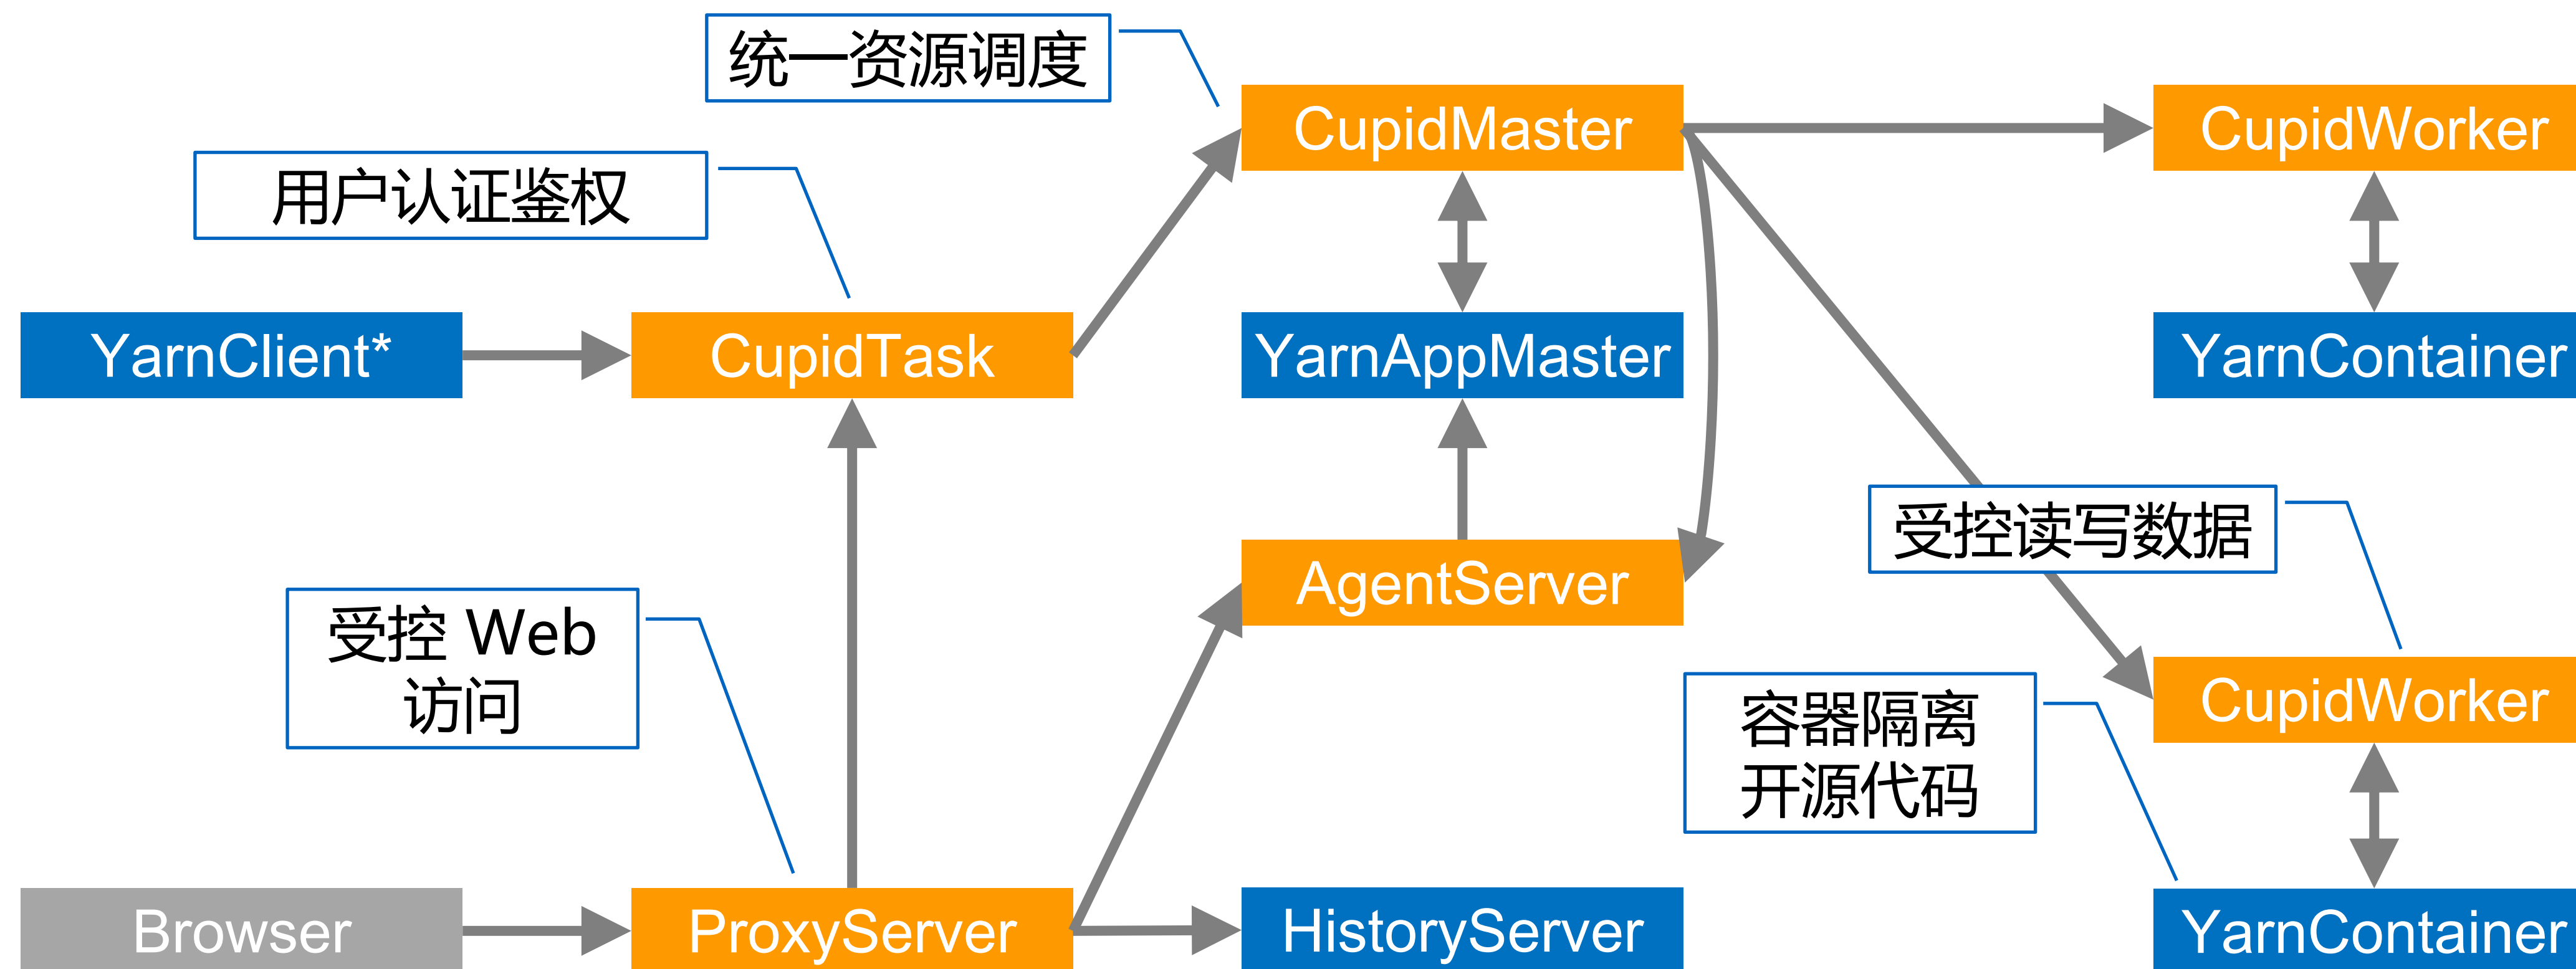 统一资源调度
CupidMaster
CupidWorker
用户认证鉴权
YarnClient*
CupidTask
YarnAppMaster
YarnContainer
受控读写数据
AgentServer
受控 Web
访问
容器隔离
开源代码
CupidWorker
Browser
ProxyServer
HistoryServer
YarnContainer